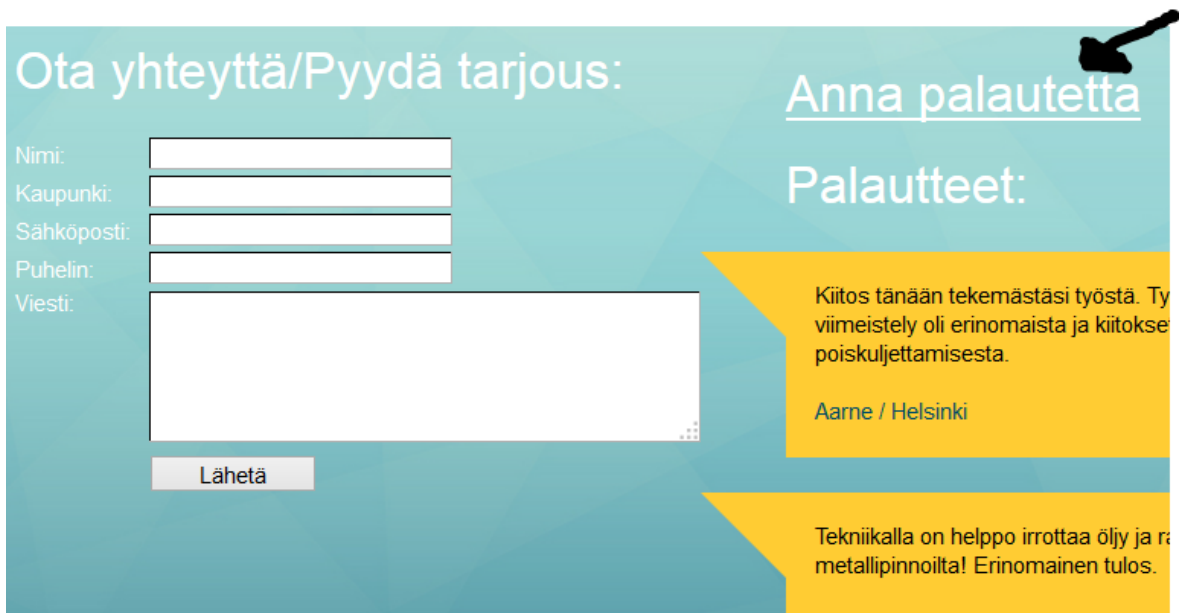 Ota yhteyttä/Pyydä tarjous:
Nimi:
Kaupunki:
Sähköposti:
Puhelin:
Viesti:
Lähetä
Anna palautetta
Palautteet:
Kiitos tänään tekemästäsi työstä.
viimeistely oli erinomaista ja
poiskuljettamisesta.
Aarne / Helsinki
Tekniikalla on helppo irrottaa öljy ja
metallipinnoilta! Erinomainen tulos.